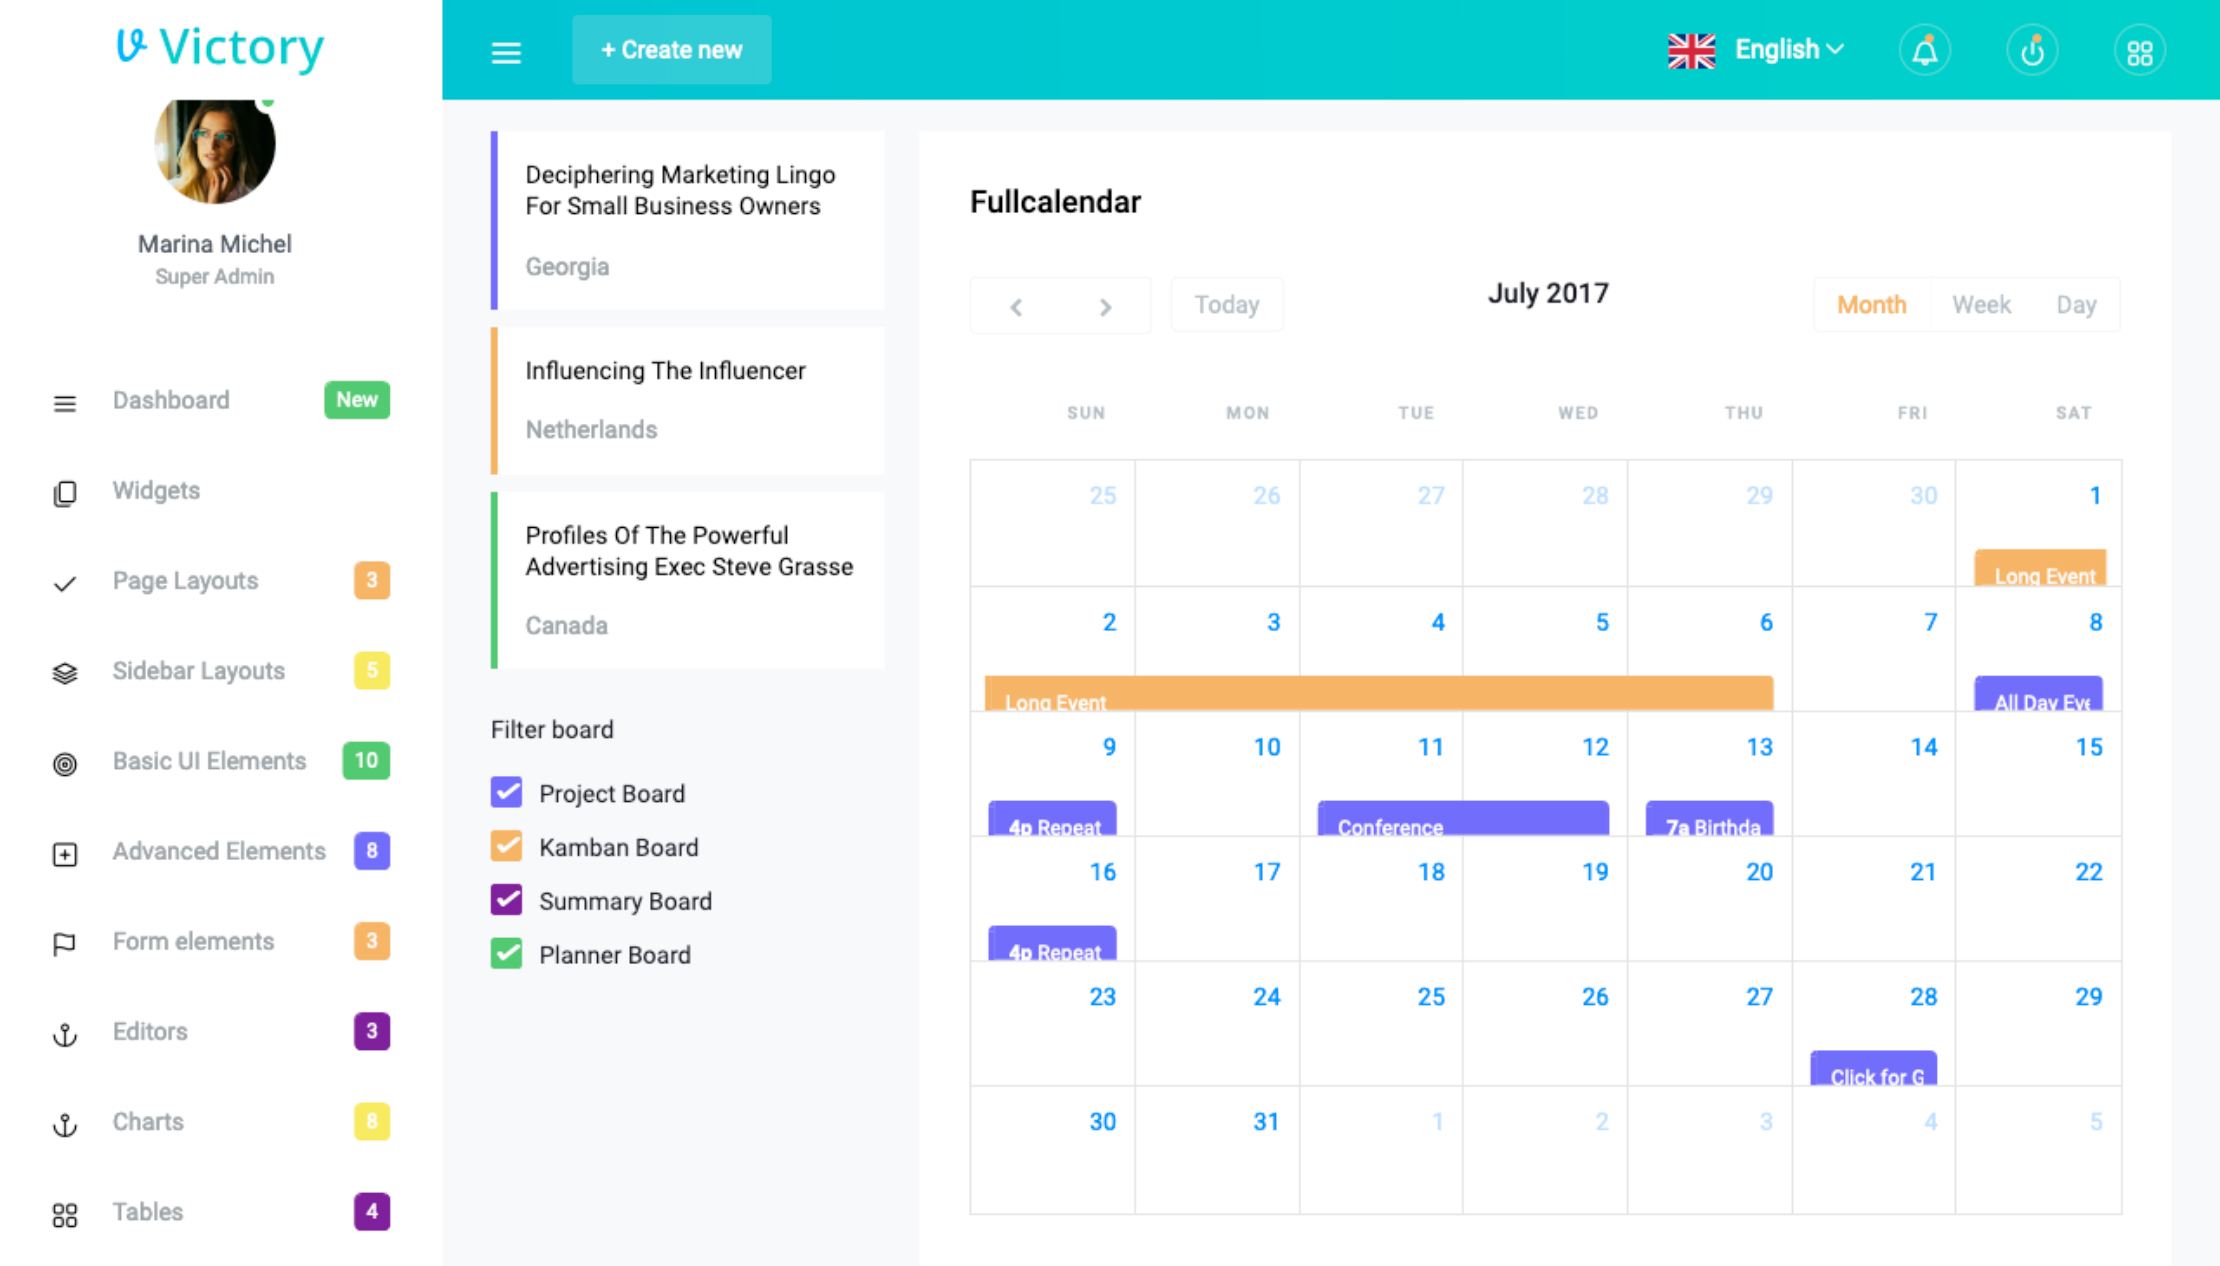 Victory
Marina Michel
Super Admin
Dashboard
New
Widgets
Page Layouts
3
Sidebar Layouts
5
Basic UI Elements
10
Advanced Elements
8
Form elements
3
Editors
3
Charts
8
Tables
4
+ Create new
English
Deciphering Marketing Lingo
For Small Business Owners
Georgia
Influencing The Influencer
Netherlands
Profiles Of The Powerful
Advertising Exec Steve Grasse
Canada
Filter board
Project Board
Kamban Board
Summary Board
Planner Board
Fullcalendar
Today
July 2017
Month Week Day
SUN MON TUE WED THU FRI SAT
25 26 27 28 29 30 1
Long Event
2 3 4 5 6 7 8
Long Event
All Day Eve
9 10 11 12 13 14 15
4p Repeat
Conference
7a Birthda
16 17 18 19 20 21 22
4p Repeat
23 24 25 26 27 28 29
Click for G
30 31 1 2 3 4 5